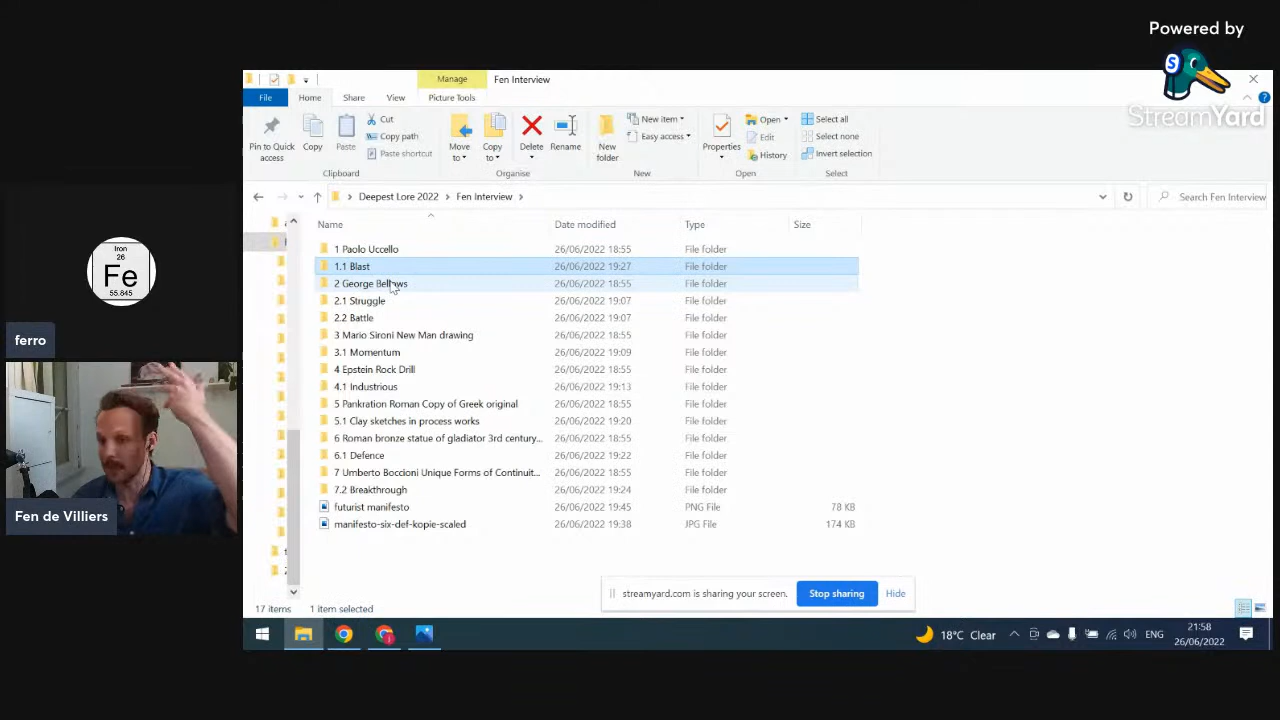 Powered by
S
StreamYard
Manage
Fen Interview
File
Home
Share
View
Picture Tools
Pin to Quick
access
Copy
Paste
Cut
Copy path
Paste shortcut
Clipboard
Move
to
Copy
to
Delete
Rename
Organise
New
folder
New item
Easy access
New
Properties
Open
Edit
History
Open
Select all
Select none
Invert selection
Select
Deepest Lore 2022 > Fen Interview >
Search Fen Interview
Name Date modified Type Size
1 Paolo Uccello 26/06/2022 18:55 File folder
1.1 Blast 26/06/2022 19:27 File folder
2 George Bellows 26/06/2022 18:55 File folder
2.1 Struggle 26/06/2022 19:07 File folder
2.2 Battle 26/06/2022 19:07 File folder
3 Mario Sironi New Man drawing 26/06/2022 18:55 File folder
3.1 Momentum 26/06/2022 19:09 File folder
4 Epstein Rock Drill 26/06/2022 18:55 File folder
4.1 Industrious 26/06/2022 19:13 File folder
5 Pankration Roman Copy of Greek original 26/06/2022 18:55 File folder
5.1 Clay sketches in process works 26/06/2022 19:20 File folder
6 Roman bronze statue of gladiator 3rd century... 26/06/2022 18:55 File folder
6.1 Defence 26/06/2022 19:22 File folder
7 Umberto Boccioni Unique Forms of Continuit... 26/06/2022 18:55 File folder
7.2 Breakthrough 26/06/2022 19:24 File folder
futurist manifesto 26/06/2022 19:45 PNG File 78 KB
manifesto-six-def-kopie-scaled 26/06/2022 19:38 JPG File 174 KB
streamyard.com is sharing your screen.
Stop sharing
Hide
17 items 1 item selected
18°C Clear
ENG
21:58
26/06/2022
Iron
26
Fe
55.845
ferro
Fen de Villiers